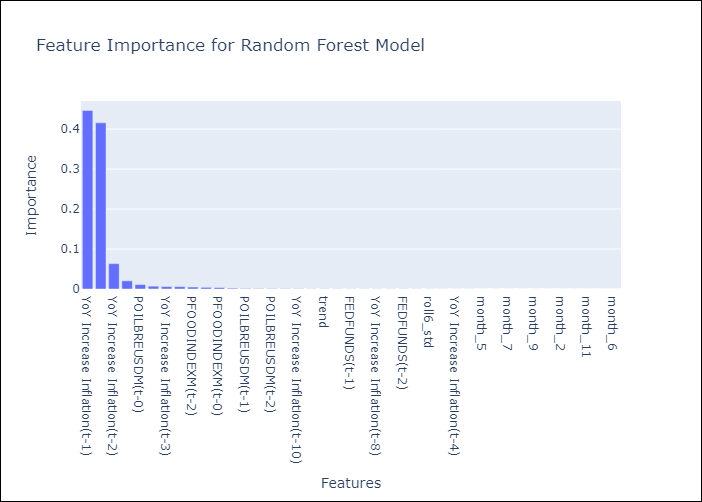 Feature Importance for Random Forest Model
Importance
0.4
0.3
0.2
0.1
0
YoY Increase Inflation(t-1)
YoY Increase Inflation(t-2)
POILBREUSDM(t-0)
YoY Increase Inflation(t-3)
PFOODINDEXM(t-2)
PFOODINDEXM(t-0)
POILBREUSDM(t-1)
POILBREUSDM(t-2)
YoY Increase Inflation(t-10)
trend
FEDFUNDS(t-1)
YoY Increase Inflation(t-8)
FEDFUNDS(t-2)
roll6_std
YoY Increase Inflation(t-4)
month_5
month_7
month_9
month_2
month_11
month_6
Features